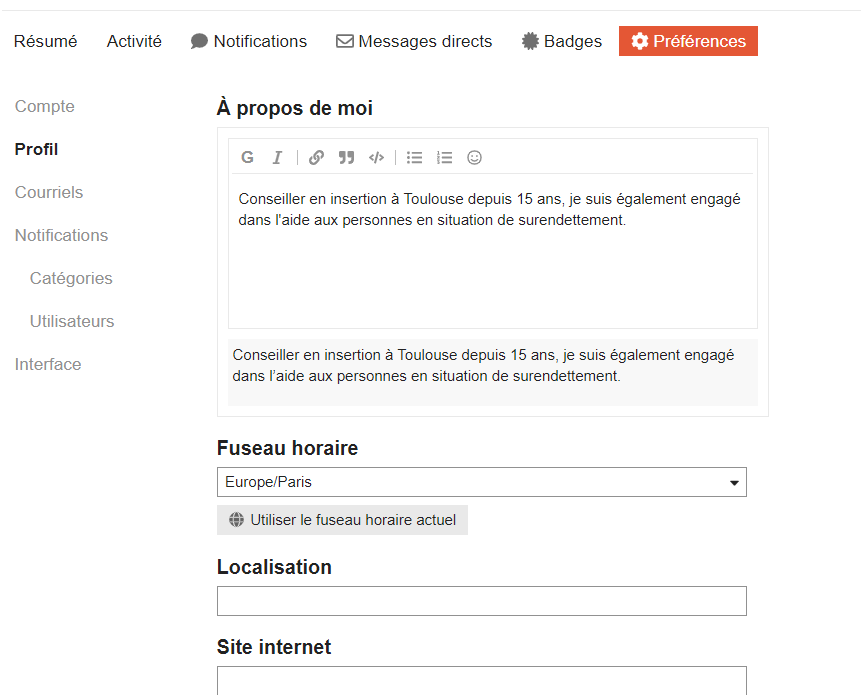 Résumé Activité Notifications Messages directs Badges Préférences
Compte
Profil
Courriels
Notifications
Catégories
Utilisateurs
Interface
À propos de moi
G I
Conseiller en insertion à Toulouse depuis 15 ans, je suis également engagé
dans l'aide aux personnes en situation de surendettement.
Conseiller en insertion à Toulouse depuis 15 ans, je suis également engagé
dans l’aide aux personnes en situation de surendettement.
Fuseau horaire
Europe/Paris
Utiliser le fuseau horaire actuel
Localisation
Site internet